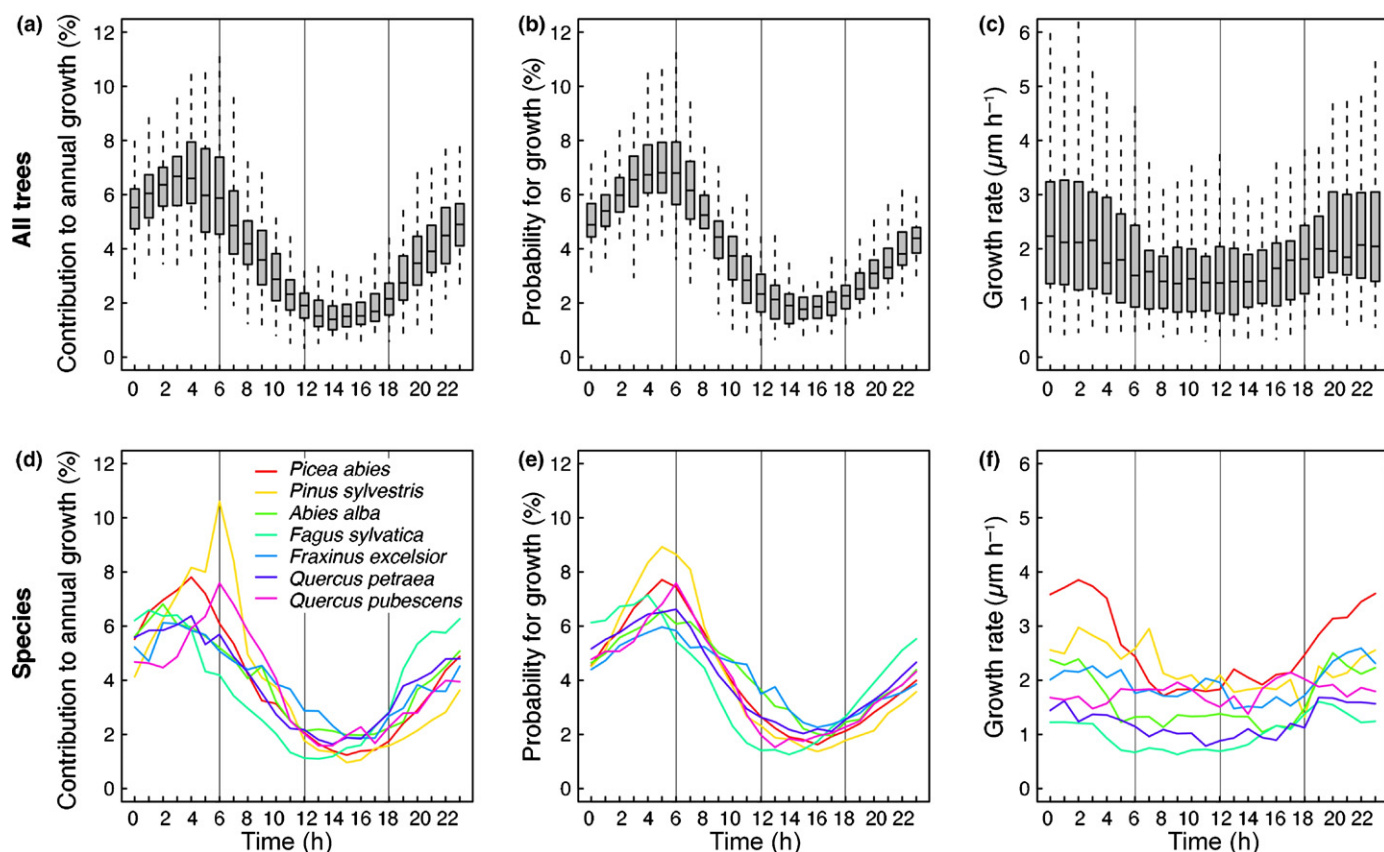 (a)
Contribution to annual growth (%)
12
10
8
6
4
2
0
0 2 4 6 8 10 12 14 16 18 20 22
(b)
Probability for growth (%)
12
10
8
6
4
2
0
0 2 4 6 8 10 12 14 16 18 20 22
(c)
Growth rate (µm h⁻¹)
6
5
4
3
2
1
0
0 2 4 6 8 10 12 14 16 18 20 22
All trees
(d)
Contribution to annual growth (%)
12
10
8
6
4
2
0
Picea abies
Pinus sylvestris
Abies alba
Fagus sylvatica
Fraxinus excelsior
Quercus petraea
Quercus pubescens
0 2 4 6 8 10 12 14 16 18 20 22
Time (h)
(e)
Probability for growth (%)
12
10
8
6
4
2
0
0 2 4 6 8 10 12 14 16 18 20 22
Time (h)
(f)
Growth rate (µm h⁻¹)
6
5
4
3
2
1
0
0 2 4 6 8 10 12 14 16 18 20 22
Time (h)
Species